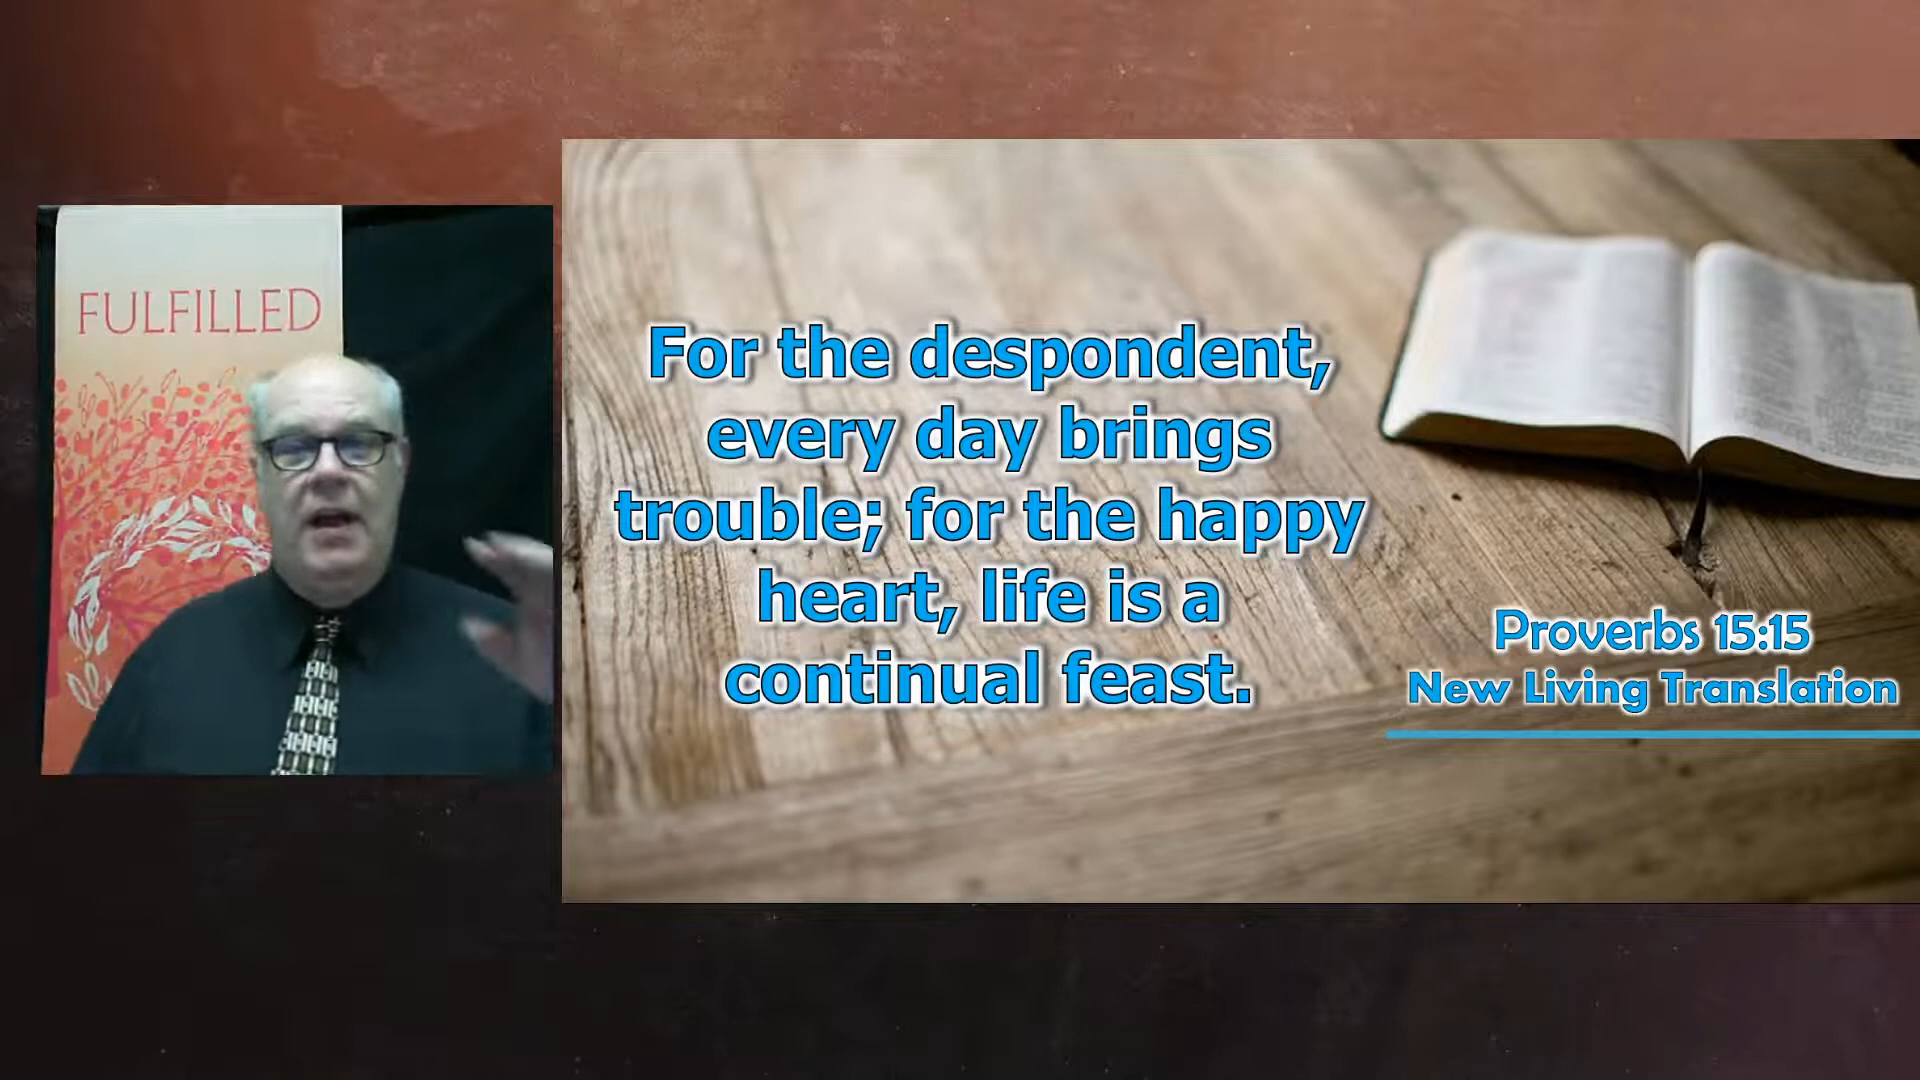 FULFILLED
For the despondent,
every day brings
trouble; for the happy
heart, life is a
continual feast.
Proverbs 15:15
New Living Translation